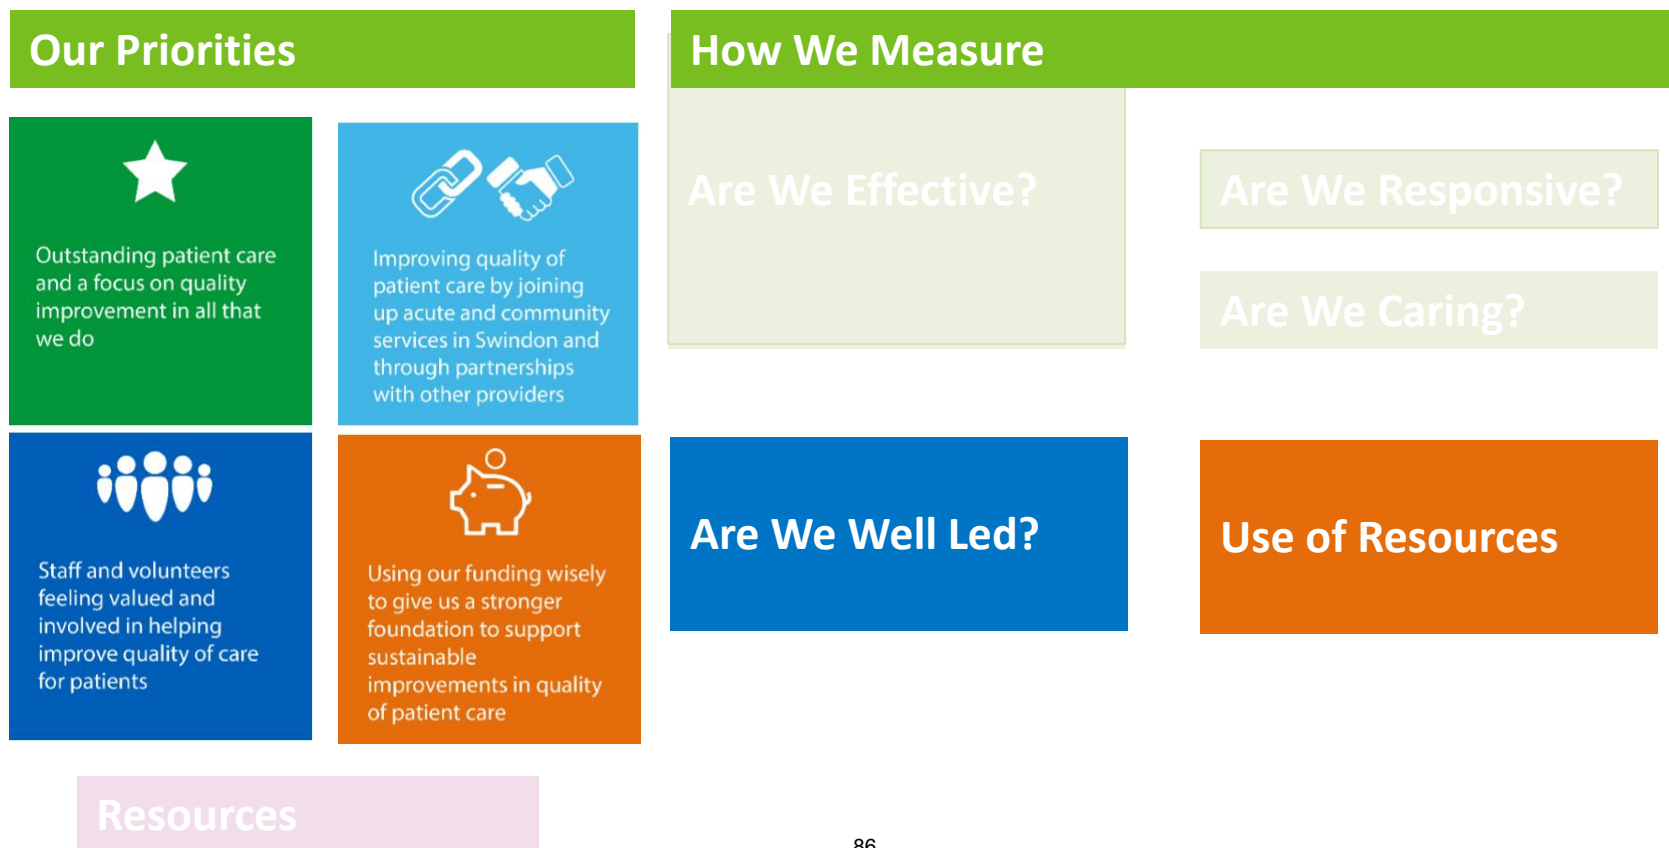 Our Priorities
How We Measure
Outstanding patient care
and a focus on quality
improvement in all that
we do
Improving quality of
patient care by joining
up acute and community
services in Swindon and
through partnerships
with other providers
Are We Effective?
Are We Responsive?
Are We Caring?
Staff and volunteers
feeling valued and
involved in helping
improve quality of care
for patients
Using our funding wisely
to give us a stronger
foundation to support
sustainable
improvements in quality
of patient care
Are We Well Led?
Use of Resources
Resources
86